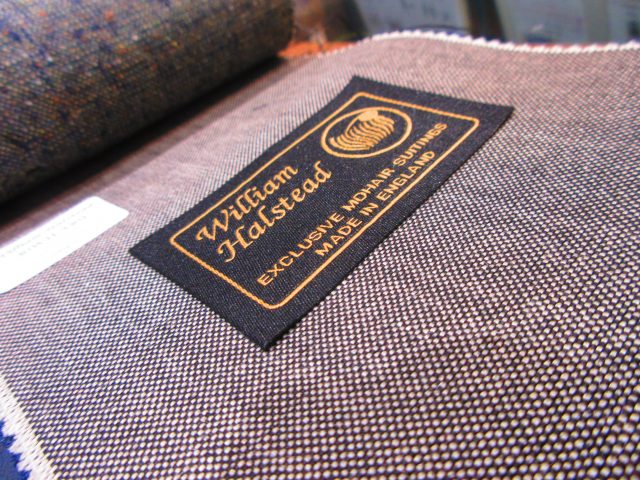 William
Halstead
EXCLUSIVE MOHAIR SUITINGS
MADE IN ENGLAND